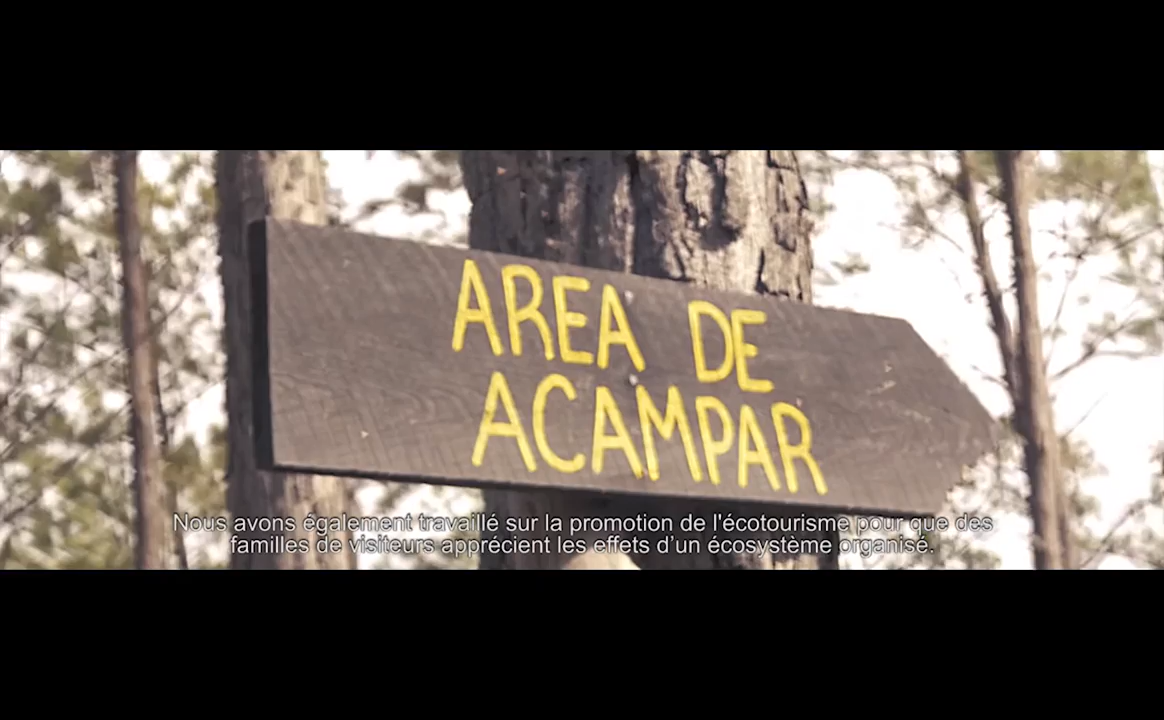 AREA DE
ACAMPAR
Nous avons également travaillé sur la promotion de l'écotourisme pour que des
familles de visiteurs apprécient les effets d’un écosystème organisé.